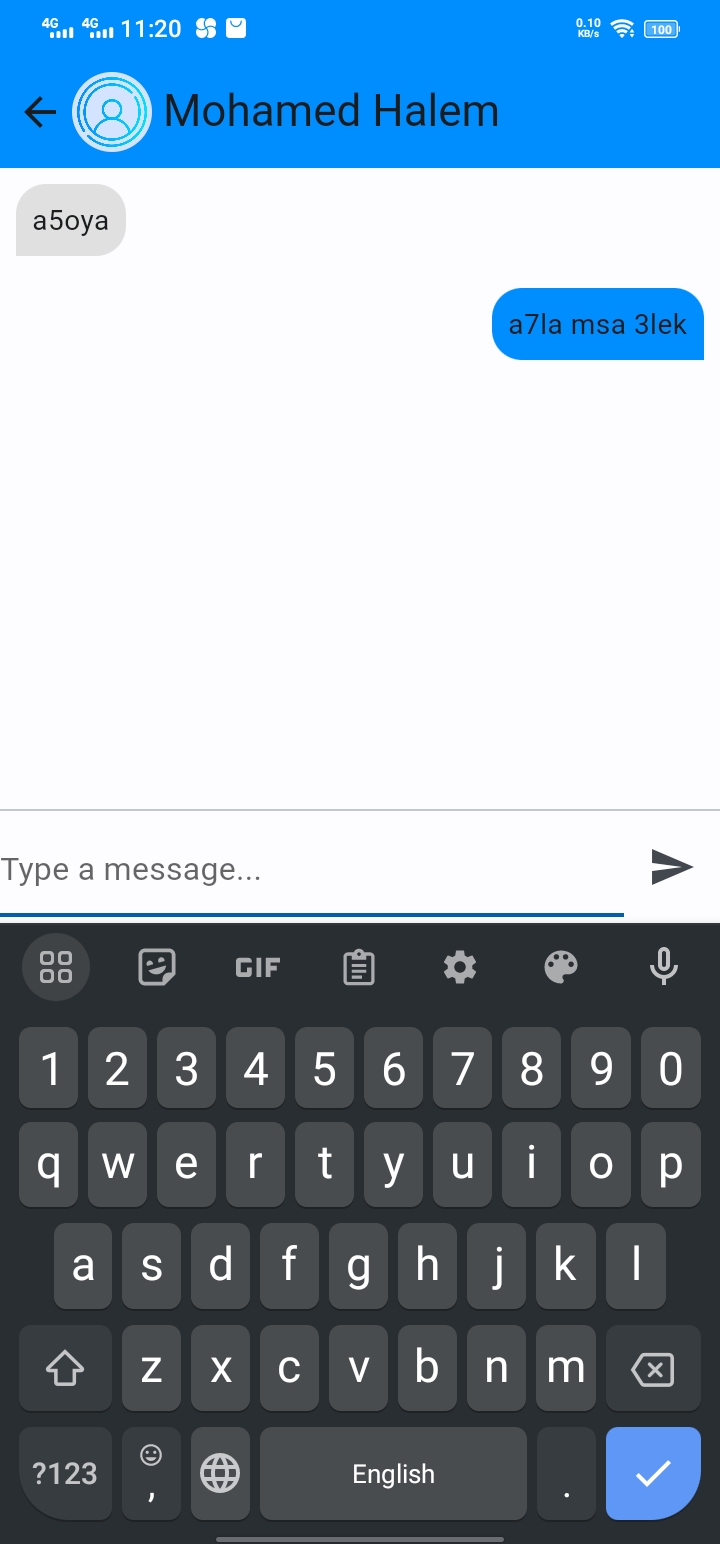 4G 4G 11:20 0.10 KB/s 100
Mohamed Halem
a5oya
a7la msa 3lek
Type a message...
GIF
1 2 3 4 5 6 7 8 9 0
q w e r t y u i o p
a s d f g h j k l
z x c v b n m
?123 , English .